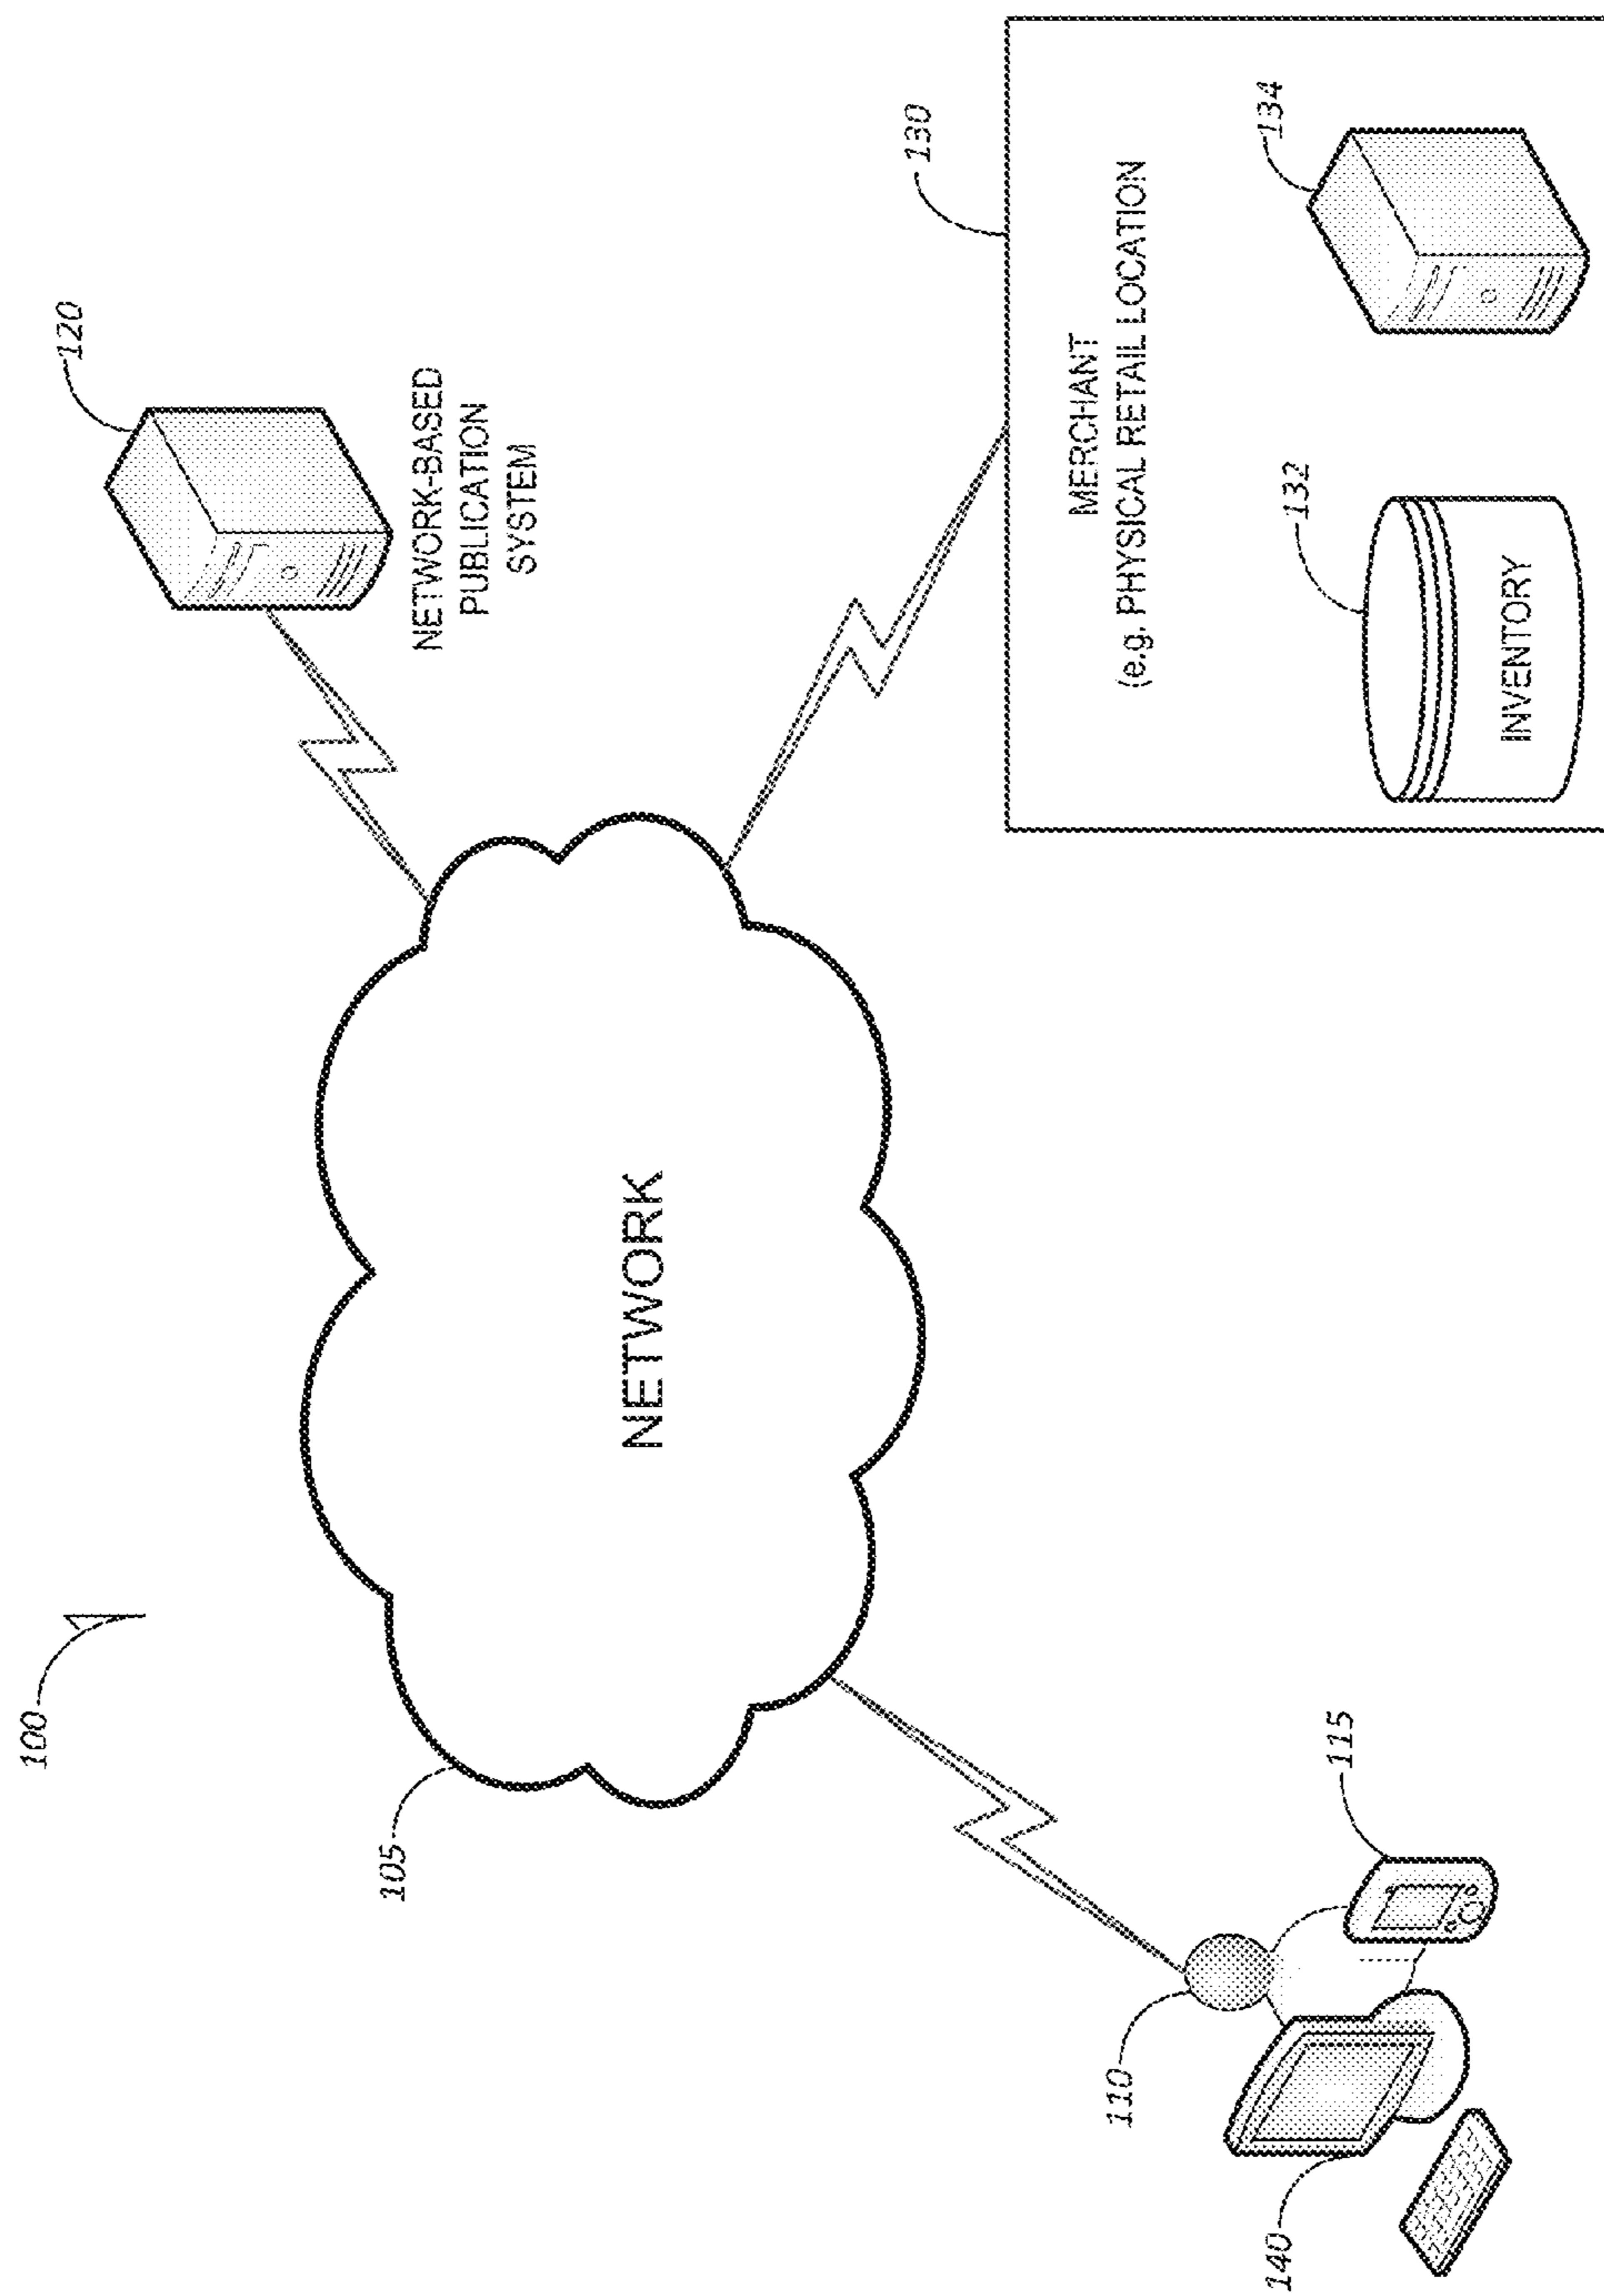 100
105
NETWORK
120
NETWORK-BASED
PUBLICATION
SYSTEM
110
140
115
130
MERCHANT
(e.g. PHYSICAL RETAIL LOCATION
132
INVENTORY
134